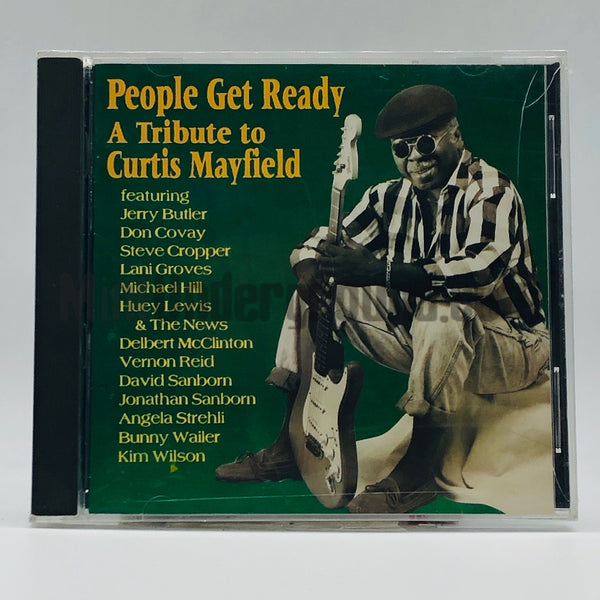 People Get Ready
A Tribute to
Curtis Mayfield
featuring
Jerry Butler
Don Covay
Steve Cropper
Lani Groves
Michael Hill
Huey Lewis
& The News
Delbert McClinton
Vernon Reid
David Sanborn
Jonathan Sanborn
Angela Strehli
Bunny Wailer
Kim Wilson